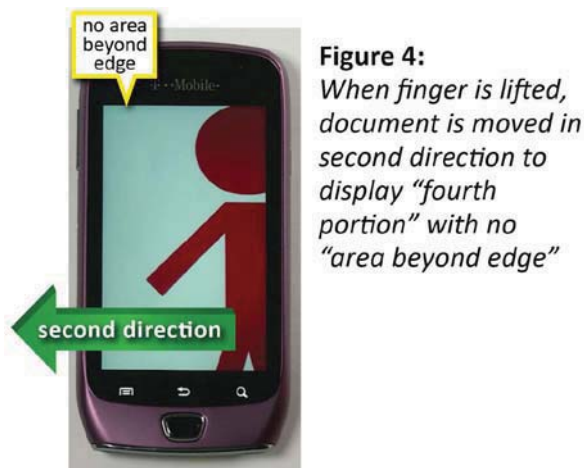 no area
beyond
edge
T··Mobile·
Figure 4:
When finger is lifted,
document is moved in
second direction to
display “fourth
portion” with no
“area beyond edge”
second direction